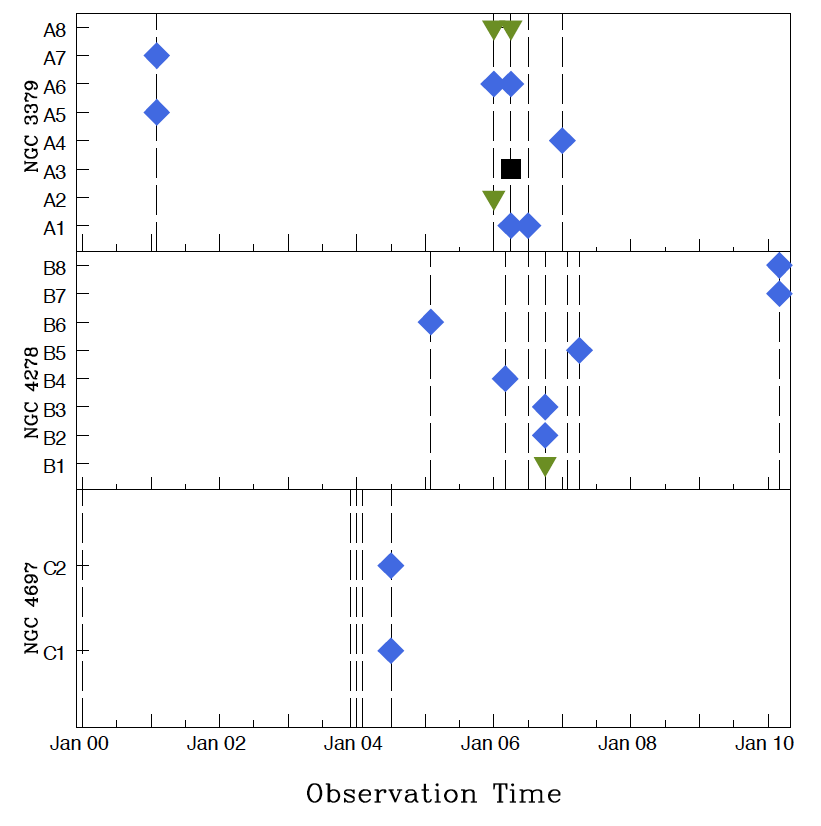 NGC 3379
A8
A7
A6
A5
A4
A3
A2
A1
NGC 4278
B8
B7
B6
B5
B4
B3
B2
B1
NGC 4697
C2
C1
Jan 00 Jan 02 Jan 04 Jan 06 Jan 08 Jan 10
Observation Time